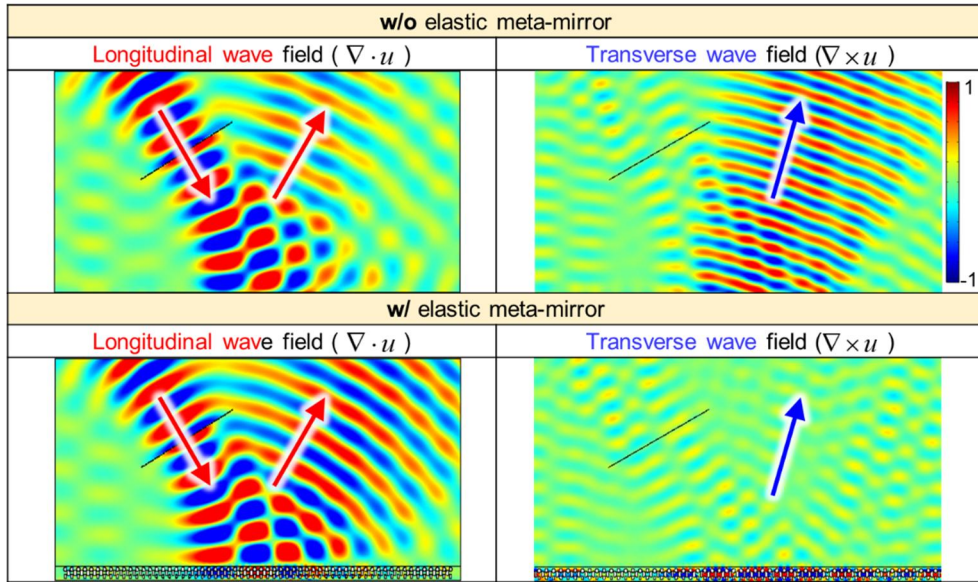 w/o elastic meta-mirror
Longitudinal wave field ( ∇ · u )
Transverse wave field (∇ × u )
1
-1
w/ elastic meta-mirror
Longitudinal wave field ( ∇ · u )
Transverse wave field (∇ × u )